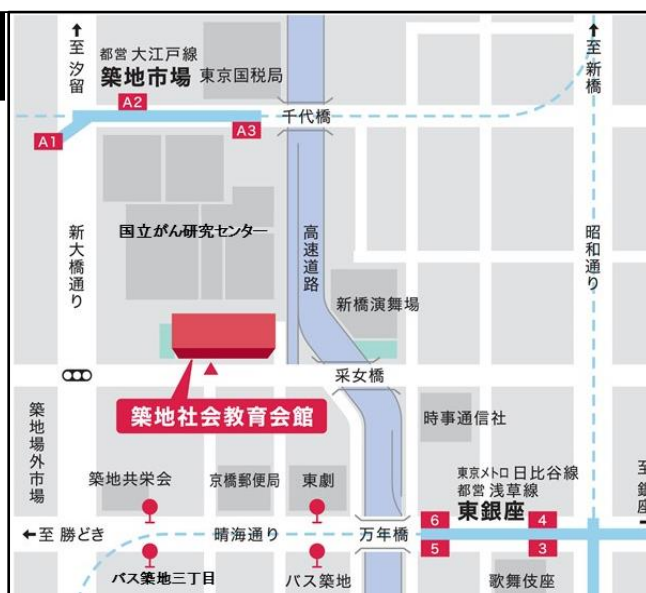 至 汐留
都営 大江戸線
築地市場
東京国税局
至 新橋
A2
A1
A3
千代橋
新大橋通り
国立がん研究センター
高速道路
昭和通り
新橋演舞場
采女橋
築地社会教育会館
築地場外市場
時事通信社
築地共栄会
京橋郵便局
東劇
東京メトロ 日比谷線
都営 浅草線
東銀座
至 銀座
6
4
至 勝どき
晴海通り
万年橋
5
3
バス築地三丁目
バス築地
歌舞伎座